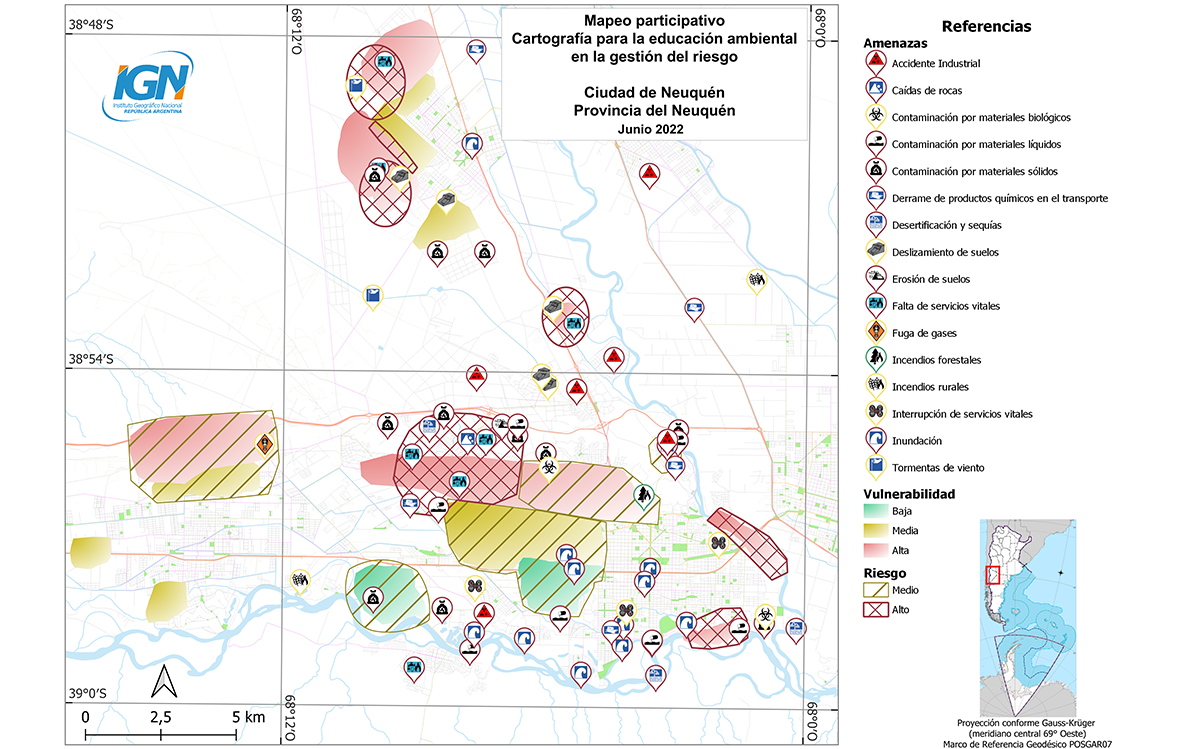 38°48'S
68°12'O
68°0'O
Mapeo participativo
Cartografía para la educación ambiental
en la gestión del riesgo
Ciudad de Neuquén
Provincia del Neuquén
Junio 2022
IGN
Instituto Geográfico Nacional
REPÚBLICA ARGENTINA
38°54'S
39°0'S
68°12'O
68°0'O
0 2,5 5 km
Referencias
Amenazas
Accidente Industrial
Caídas de rocas
Contaminación por materiales biológicos
Contaminación por materiales líquidos
Contaminación por materiales sólidos
Derrame de productos químicos en el transporte
Desertificación y sequías
Deslizamiento de suelos
Erosión de suelos
Falta de servicios vitales
Fuga de gases
Incendios forestales
Incendios rurales
Interrupción de servicios vitales
Inundación
Tormentas de viento
Vulnerabilidad
Baja
Media
Alta
Riesgo
Medio
Alto
Proyección conforme Gauss-Krüger
(meridiano central 69° Oeste)
Marco de Referencia Geodésico POSGAR07